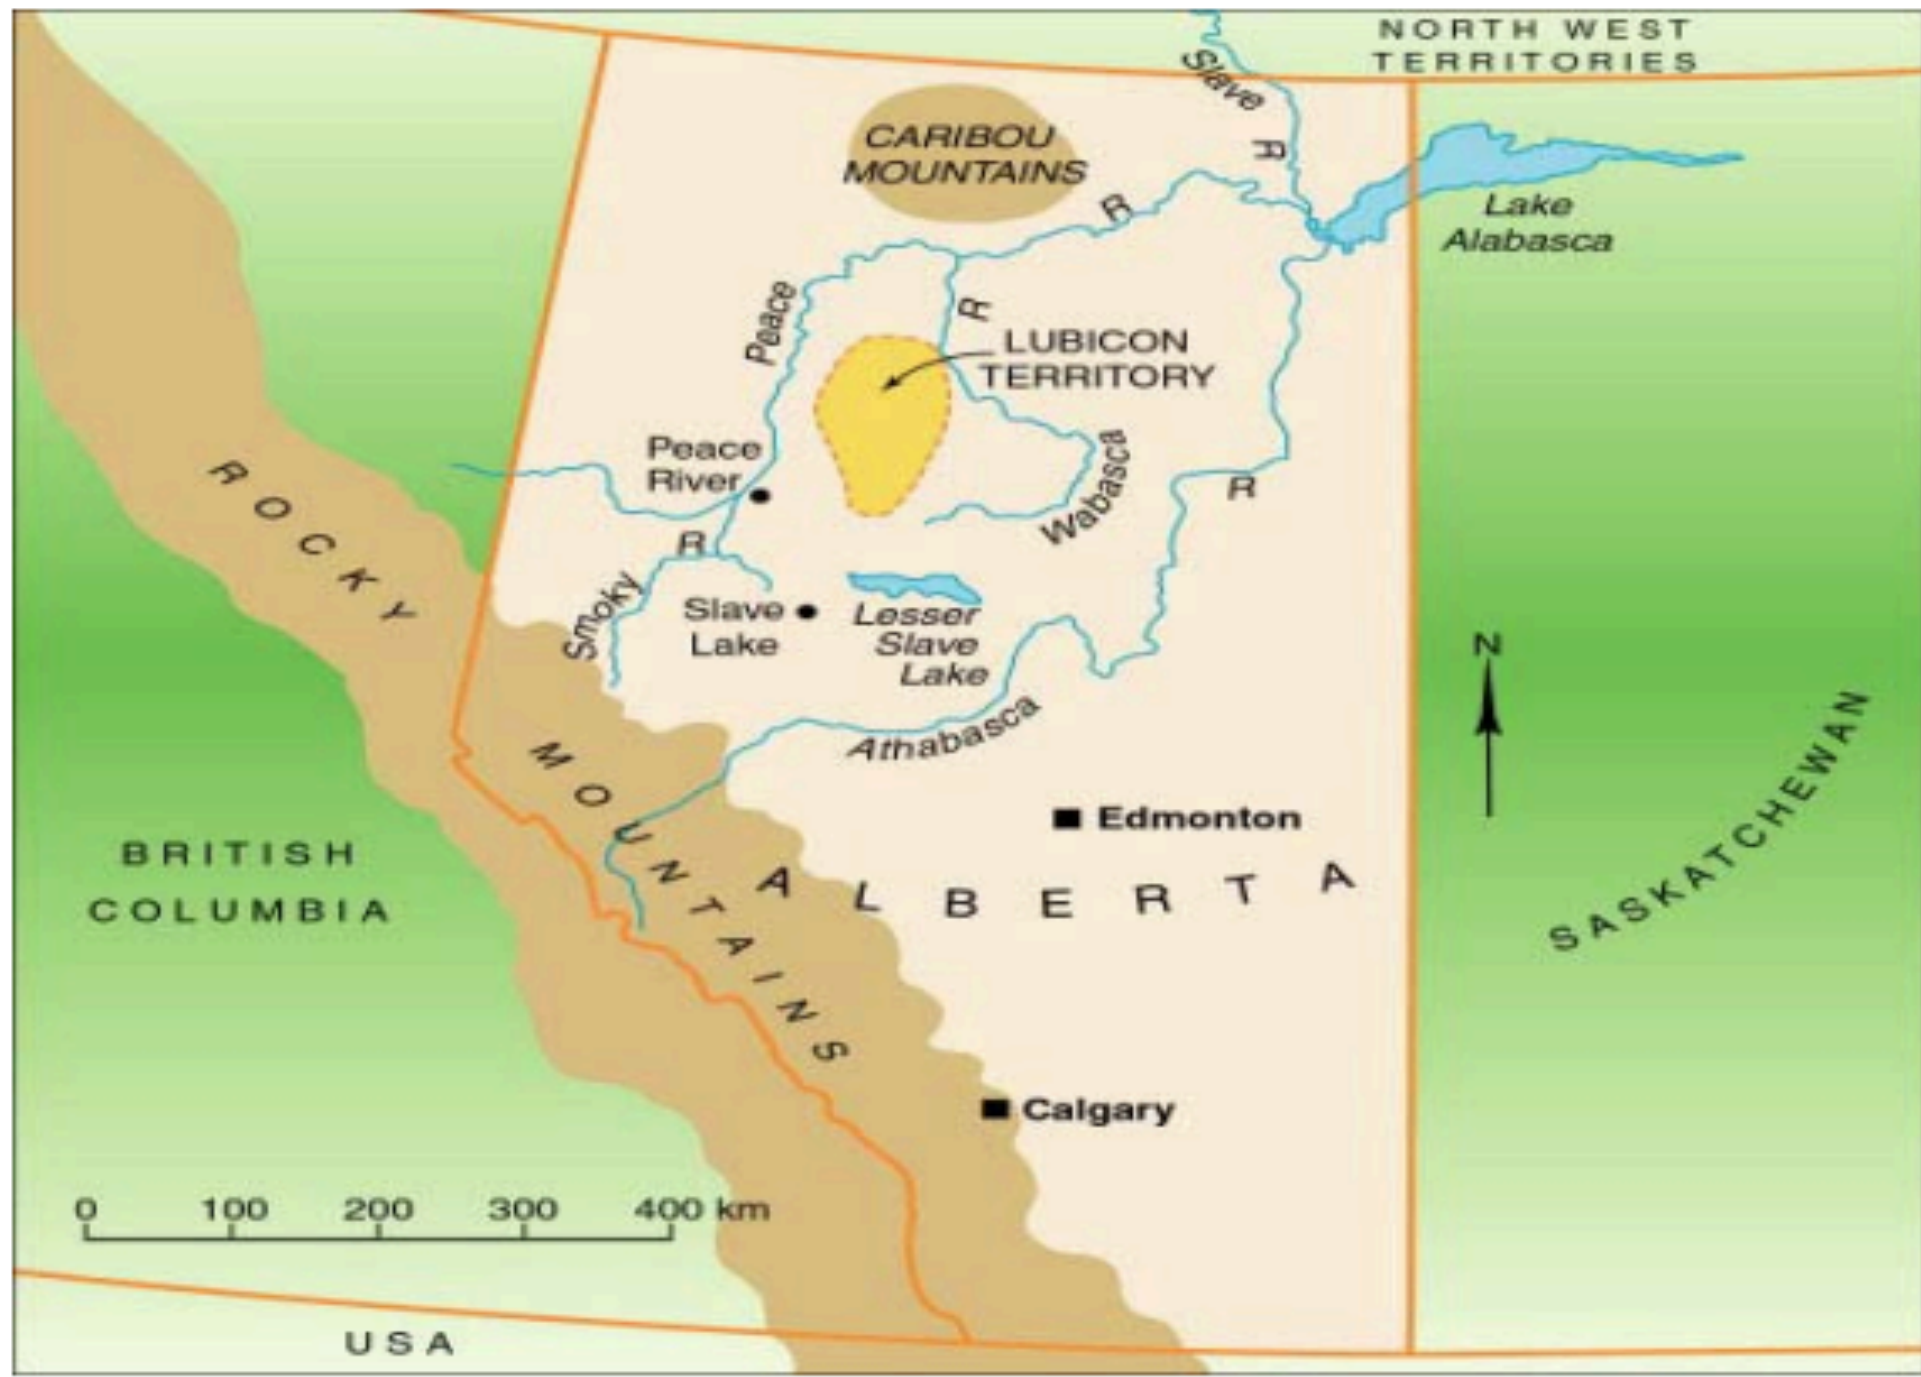 NORTH WEST
TERRITORIES
Slave
R
CARIBOU
MOUNTAINS
R
Lake
Alabasca
Peace
R
LUBICON
TERRITORY
Peace
River
Wabasca
R
R
Smoky
Slave
Lake
Lesser
Slave
Lake
Athabasca
N
ROCKY
MOUNTAINS
Edmonton
ALBERTA
BRITISH
COLUMBIA
SASKATCHEWAN
Calgary
0 100 200 300 400 km
USA